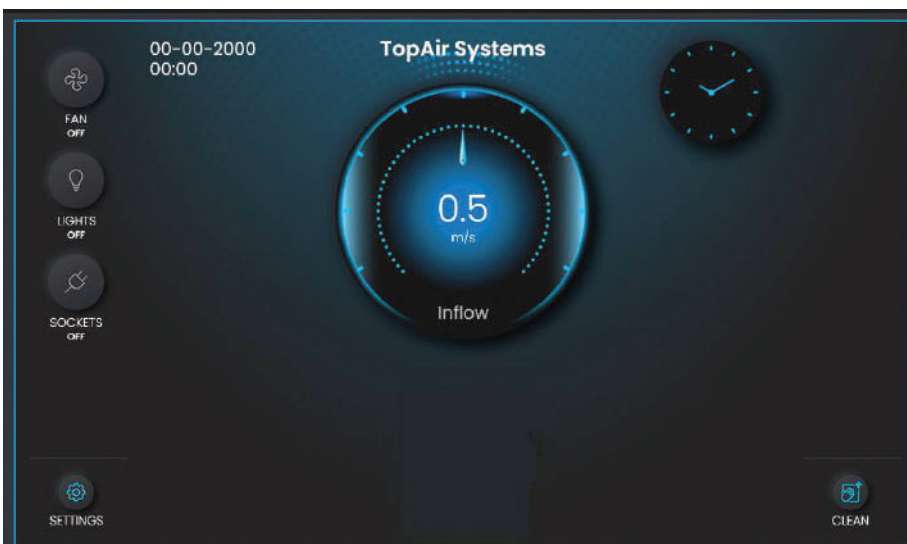 00-00-2000
00:00
TopAir Systems
FAN
OFF
LIGHTS
OFF
SOCKETS
OFF
0.5
m/s
Inflow
SETTINGS
CLEAN